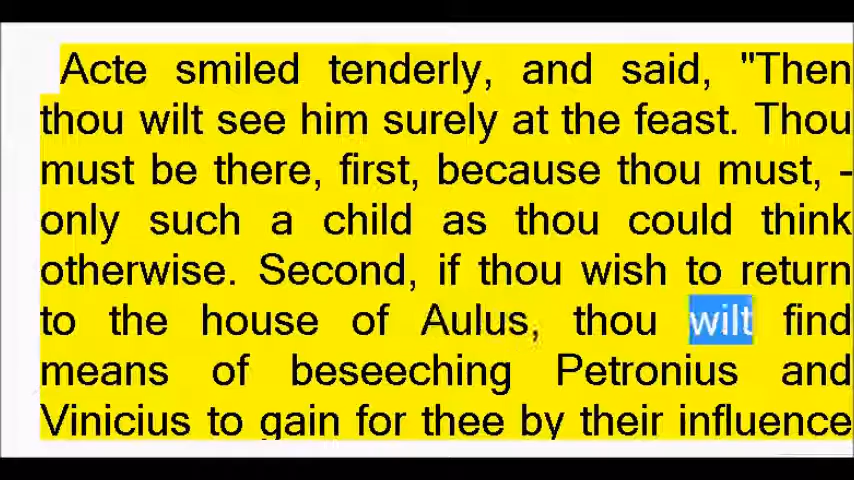 Acte smiled tenderly, and said, "Then
thou wilt see him surely at the feast. Thou
must be there, first, because thou must, -
only such a child as thou could think
otherwise. Second, if thou wish to return
to the house of Aulus, thou wilt find
means of beseeching Petronius and
Vinicius to gain for thee by their influence